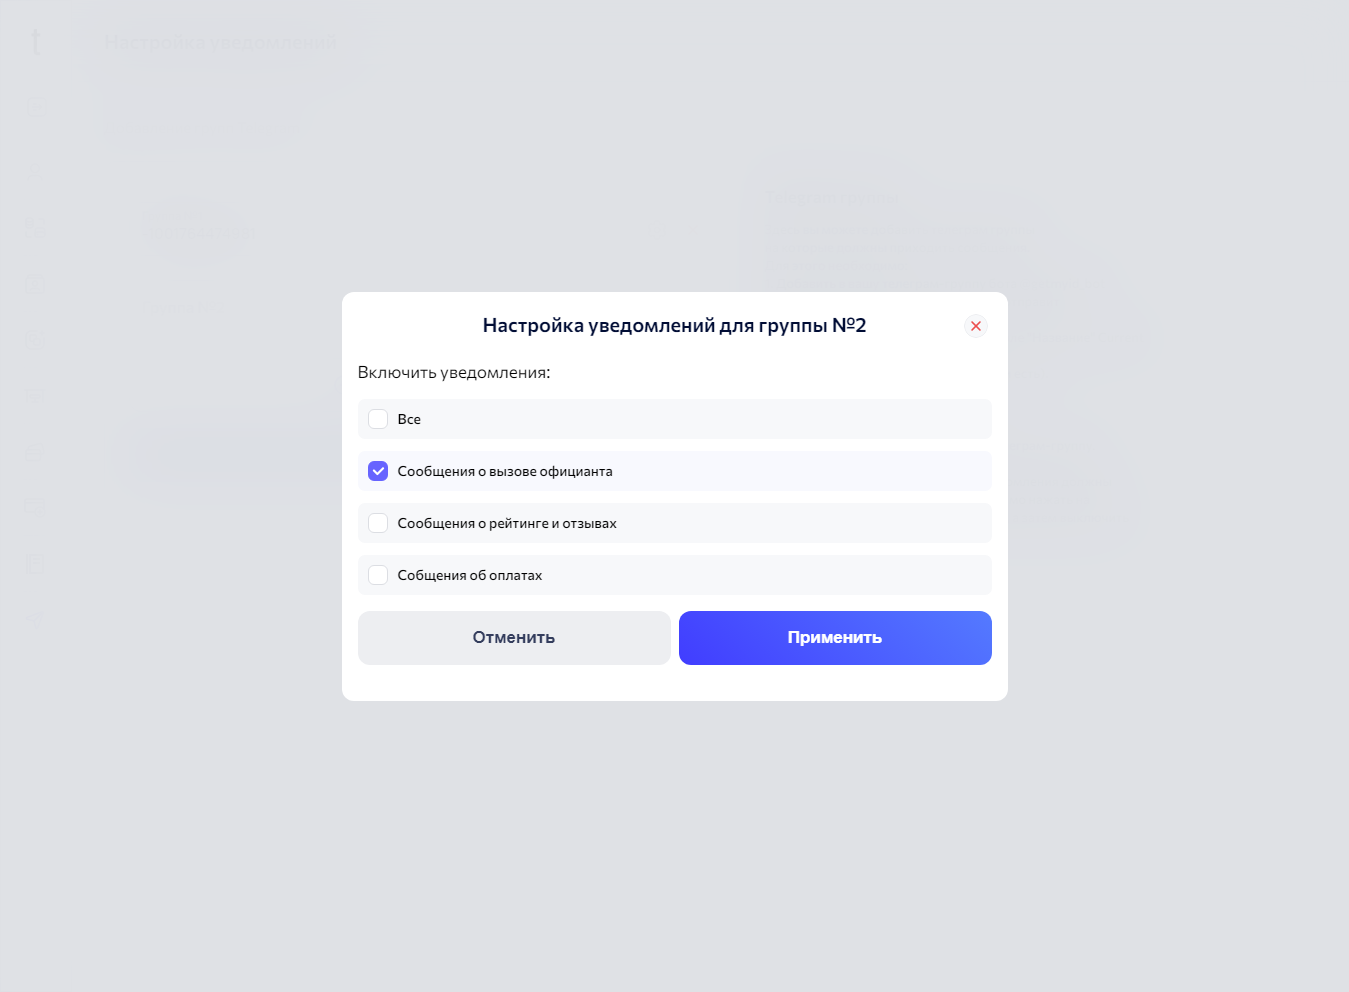 Настройки уведомлений
Настройка уведомлений для группы №2
Включить уведомления:
Все
Сообщения о вызове официанта
Сообщения о рейтинге и отзывах
Собщения об оплатах
Отменить
Применить